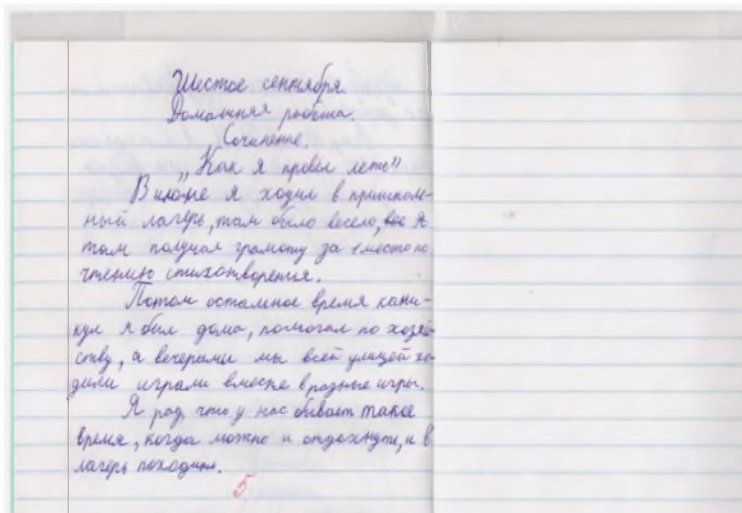 Шестое сентября.
Домашняя работа.
Сочинение.
"Как я провел лето"
В июне я ходил в пришколь-
ный лагерь, там было весело, я
там получил грамоту за 1 место по
чтению стихотворения.
Потом остальное время кани-
кул я был дома, помогал по хозяй-
ству, а вечерами мы всей улицей хо-
дили играли вместе в разные игры.
Я рад, что у нас бывает такое
время, когда можно и отдохнуть, и в
лагерь походить.
5